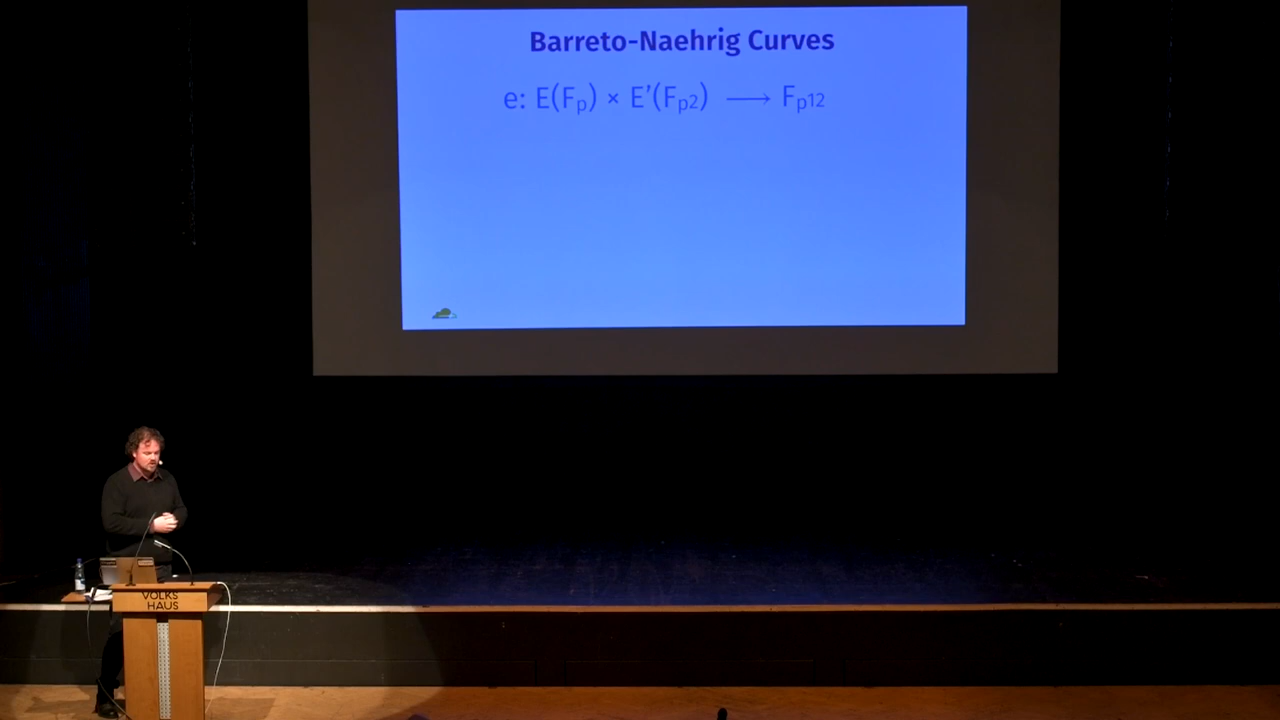 Barreto-Naehrig Curves
e: E(Fₚ) × E’(Fₚ₂) ⟶ Fₚ₁₂
VOLKS
HAUS